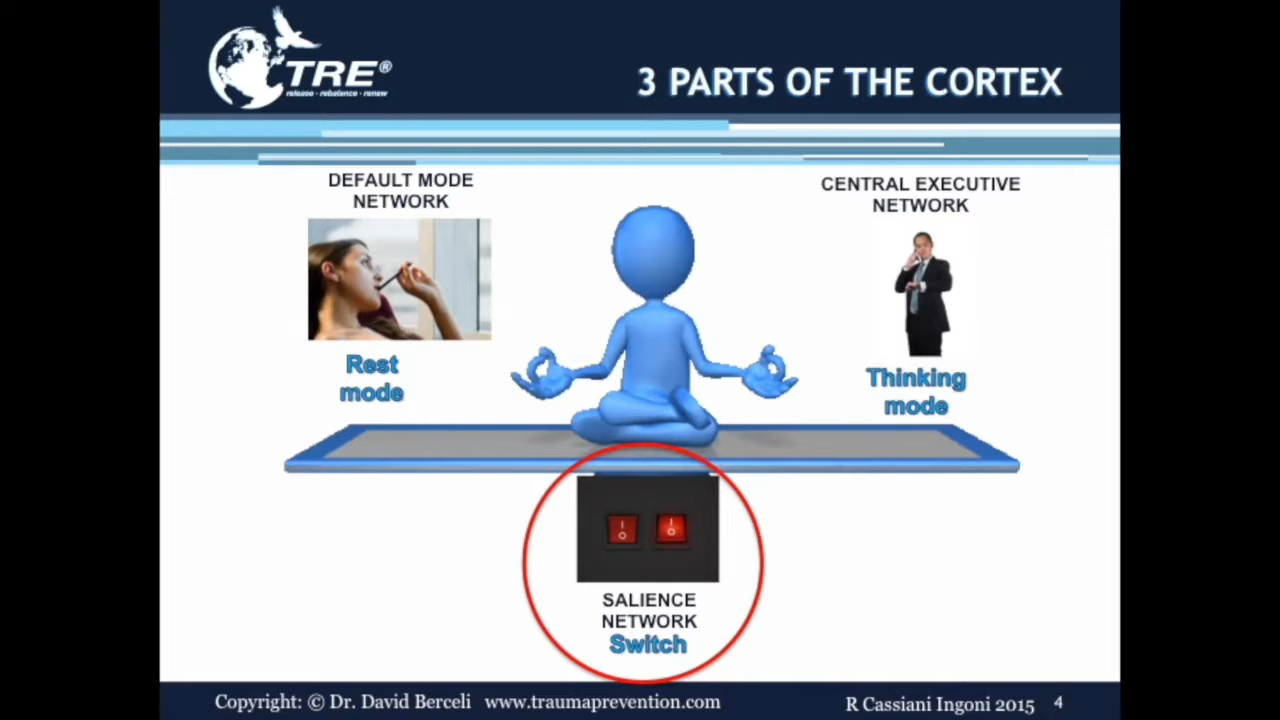 TRE®
release · rebalance · renew
3 PARTS OF THE CORTEX
DEFAULT MODE
NETWORK
Rest
mode
CENTRAL EXECUTIVE
NETWORK
Thinking
mode
I I
O O
SALIENCE
NETWORK
Switch
Copyright: © Dr. David Berceli www.traumaprevention.com
R Cassiani Ingoni 2015 4